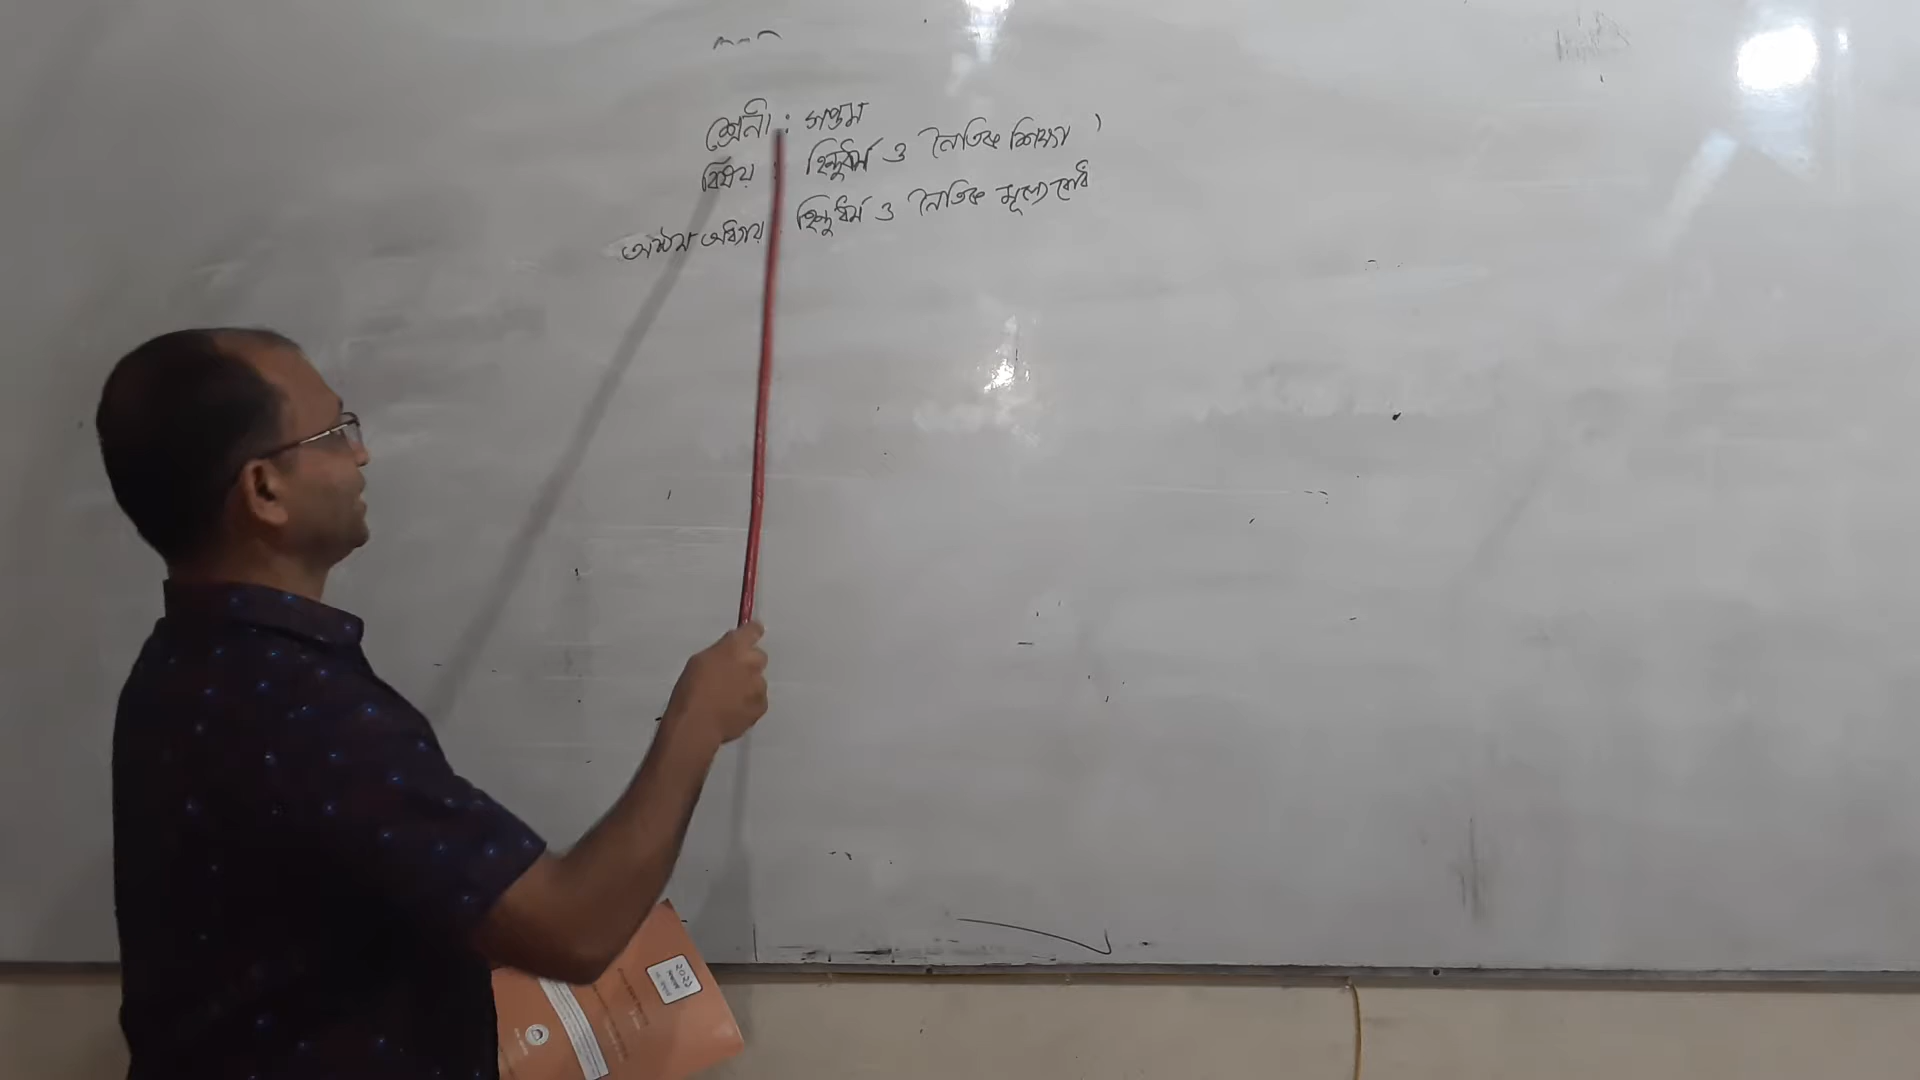 শ্রেনী : সপ্তম
বিষয় : হিন্দুধর্ম ও নৈতিক শিক্ষা ।
অষ্টম অধ্যায় : হিন্দুধর্ম ও নৈতিক মূল্যবোধ